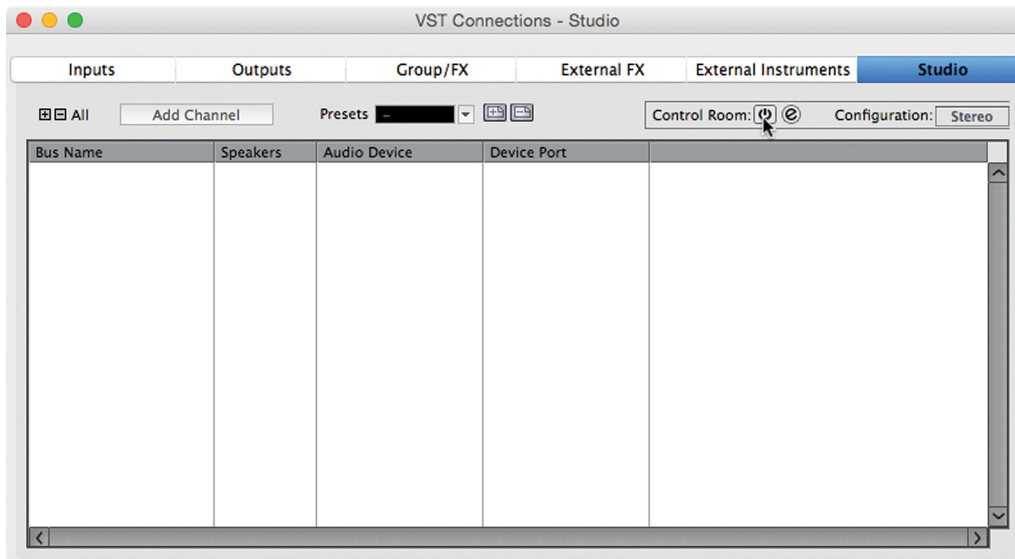 VST Connections - Studio
Inputs Outputs Group/FX External FX External Instruments Studio
All Add Channel Presets - Control Room: e Configuration: Stereo
Bus Name Speakers Audio Device Device Port